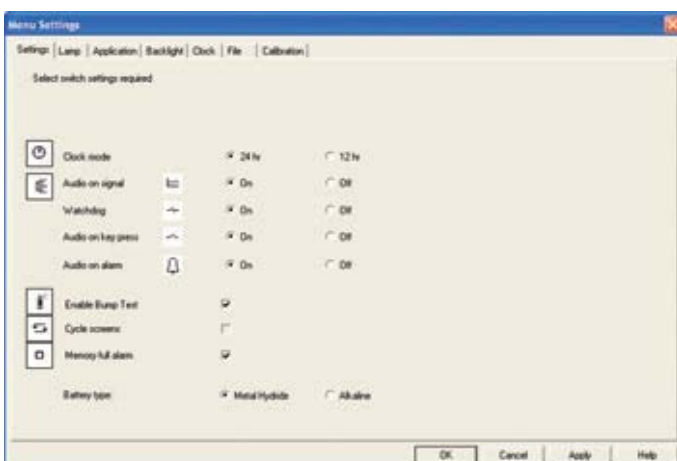 Menu Settings
Settings Lamp Application Backlight Clock File Calibration
Select switch settings required
Clock mode 24 hr 12 hr
Audio on signal On Off
Watchdog On Off
Audio on key press On Off
Audio on alarm On Off
Enable Bump Test
Cycle screens
Memory full alarm
Battery type: Metal Hydride Alkaline
OK Cancel Apply Help